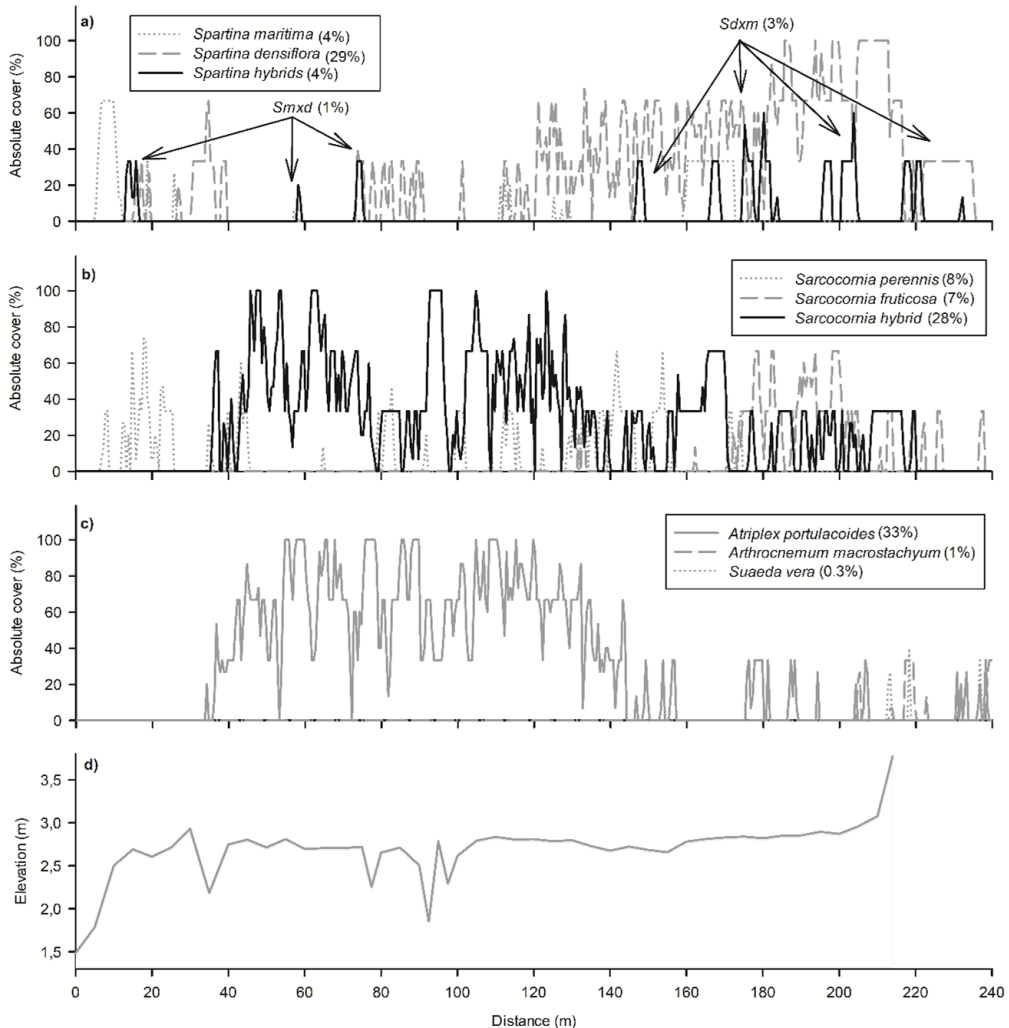 a)
Spartina maritima (4%)
Spartina densiflora (29%)
Spartina hybrids (4%)
Smxd (1%)
Sdxm (3%)
Absolute cover (%)
100
80
60
40
20
0
b)
Sarcocornia perennis (8%)
Sarcocornia fruticosa (7%)
Sarcocornia hybrid (28%)
Absolute cover (%)
100
80
60
40
20
0
c)
Atriplex portulacoides (33%)
Arthrocnemum macrostachyum (1%)
Suaeda vera (0.3%)
Absolute cover (%)
100
80
60
40
20
0
d)
Elevation (m)
3,5
3,0
2,5
2,0
1,5
0 20 40 60 80 100 120 140 160 180 200 220 240
Distance (m)